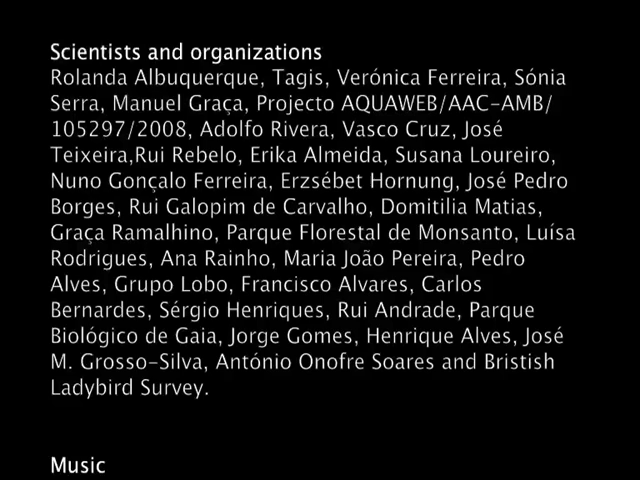 Scientists and organizations
Rolanda Albuquerque, Tagis, Verónica Ferreira, Sónia
Serra, Manuel Graça, Projecto AQUAWEB/AAC-AMB/
105297/2008, Adolfo Rivera, Vasco Cruz, José
Teixeira,Rui Rebelo, Erika Almeida, Susana Loureiro,
Nuno Gonçalo Ferreira, Erzsébet Hornung, José Pedro
Borges, Rui Galopim de Carvalho, Domitilia Matias,
Graça Ramalhino, Parque Florestal de Monsanto, Luísa
Rodrigues, Ana Rainho, Maria João Pereira, Pedro
Alves, Grupo Lobo, Francisco Alvares, Carlos
Bernardes, Sérgio Henriques, Rui Andrade, Parque
Biológico de Gaia, Jorge Gomes, Henrique Alves, José
M. Grosso-Silva, António Onofre Soares and Bristish
Ladybird Survey.
Music